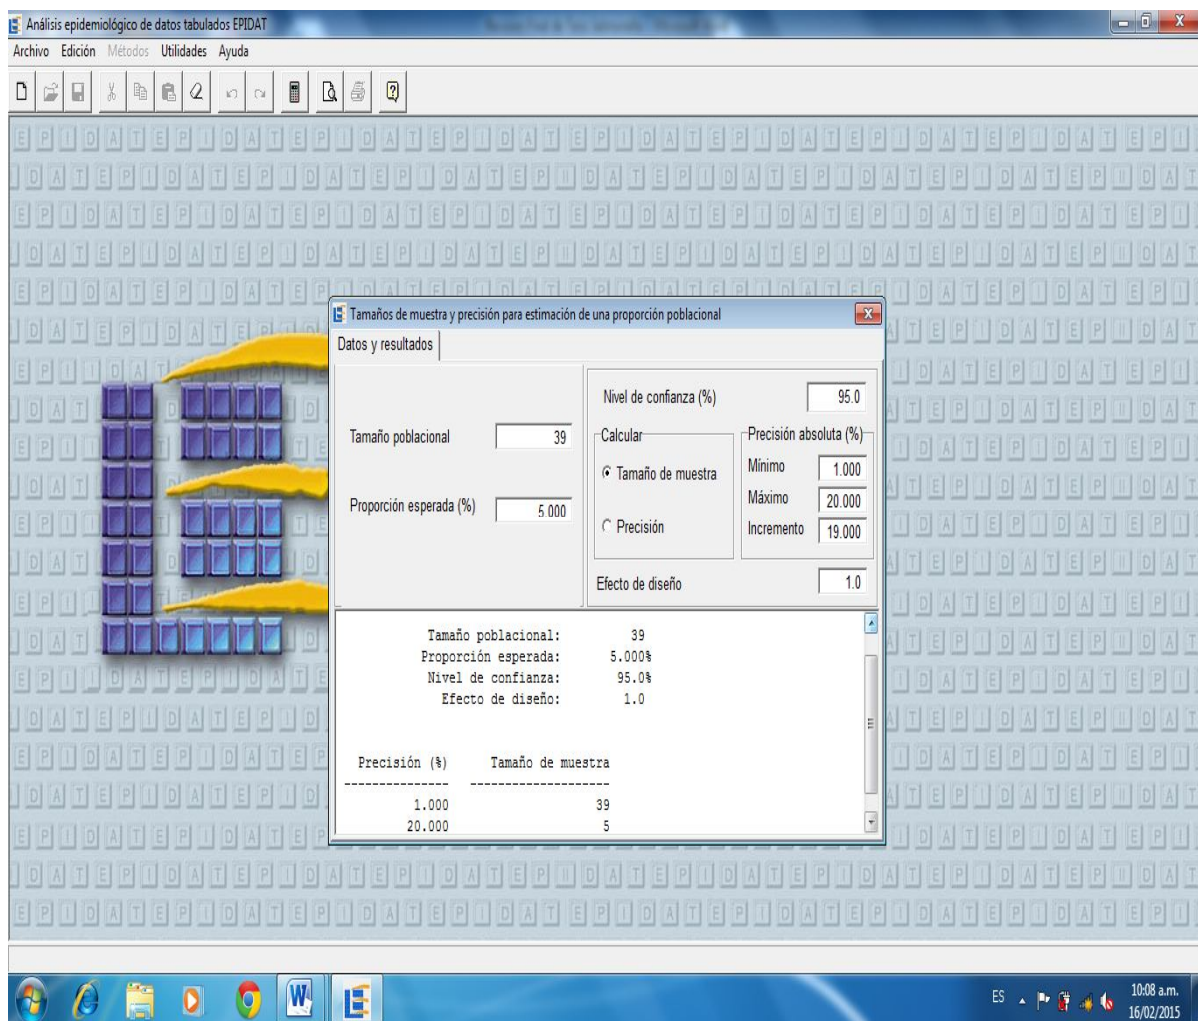 Análisis epidemiológico de datos tabulados EPIDAT
Archivo Edición Métodos Utilidades Ayuda
Tamaños de muestra y precisión para estimación de una proporción poblacional
Datos y resultados
Nivel de confianza (%) 95.0
Tamaño poblacional 39
Proporción esperada (%) 5.000
Calcular
Tamaño de muestra
Precisión
Precisión absoluta (%)
Mínimo 1.000
Máximo 20.000
Incremento 19.000
Efecto de diseño 1.0
Tamaño poblacional: 39
Proporción esperada: 5.000%
Nivel de confianza: 95.0%
Efecto de diseño: 1.0
Precisión (%) Tamaño de muestra
--------------- --------------------
1.000 39
20.000 5
ES
10:08 a.m.
16/02/2015